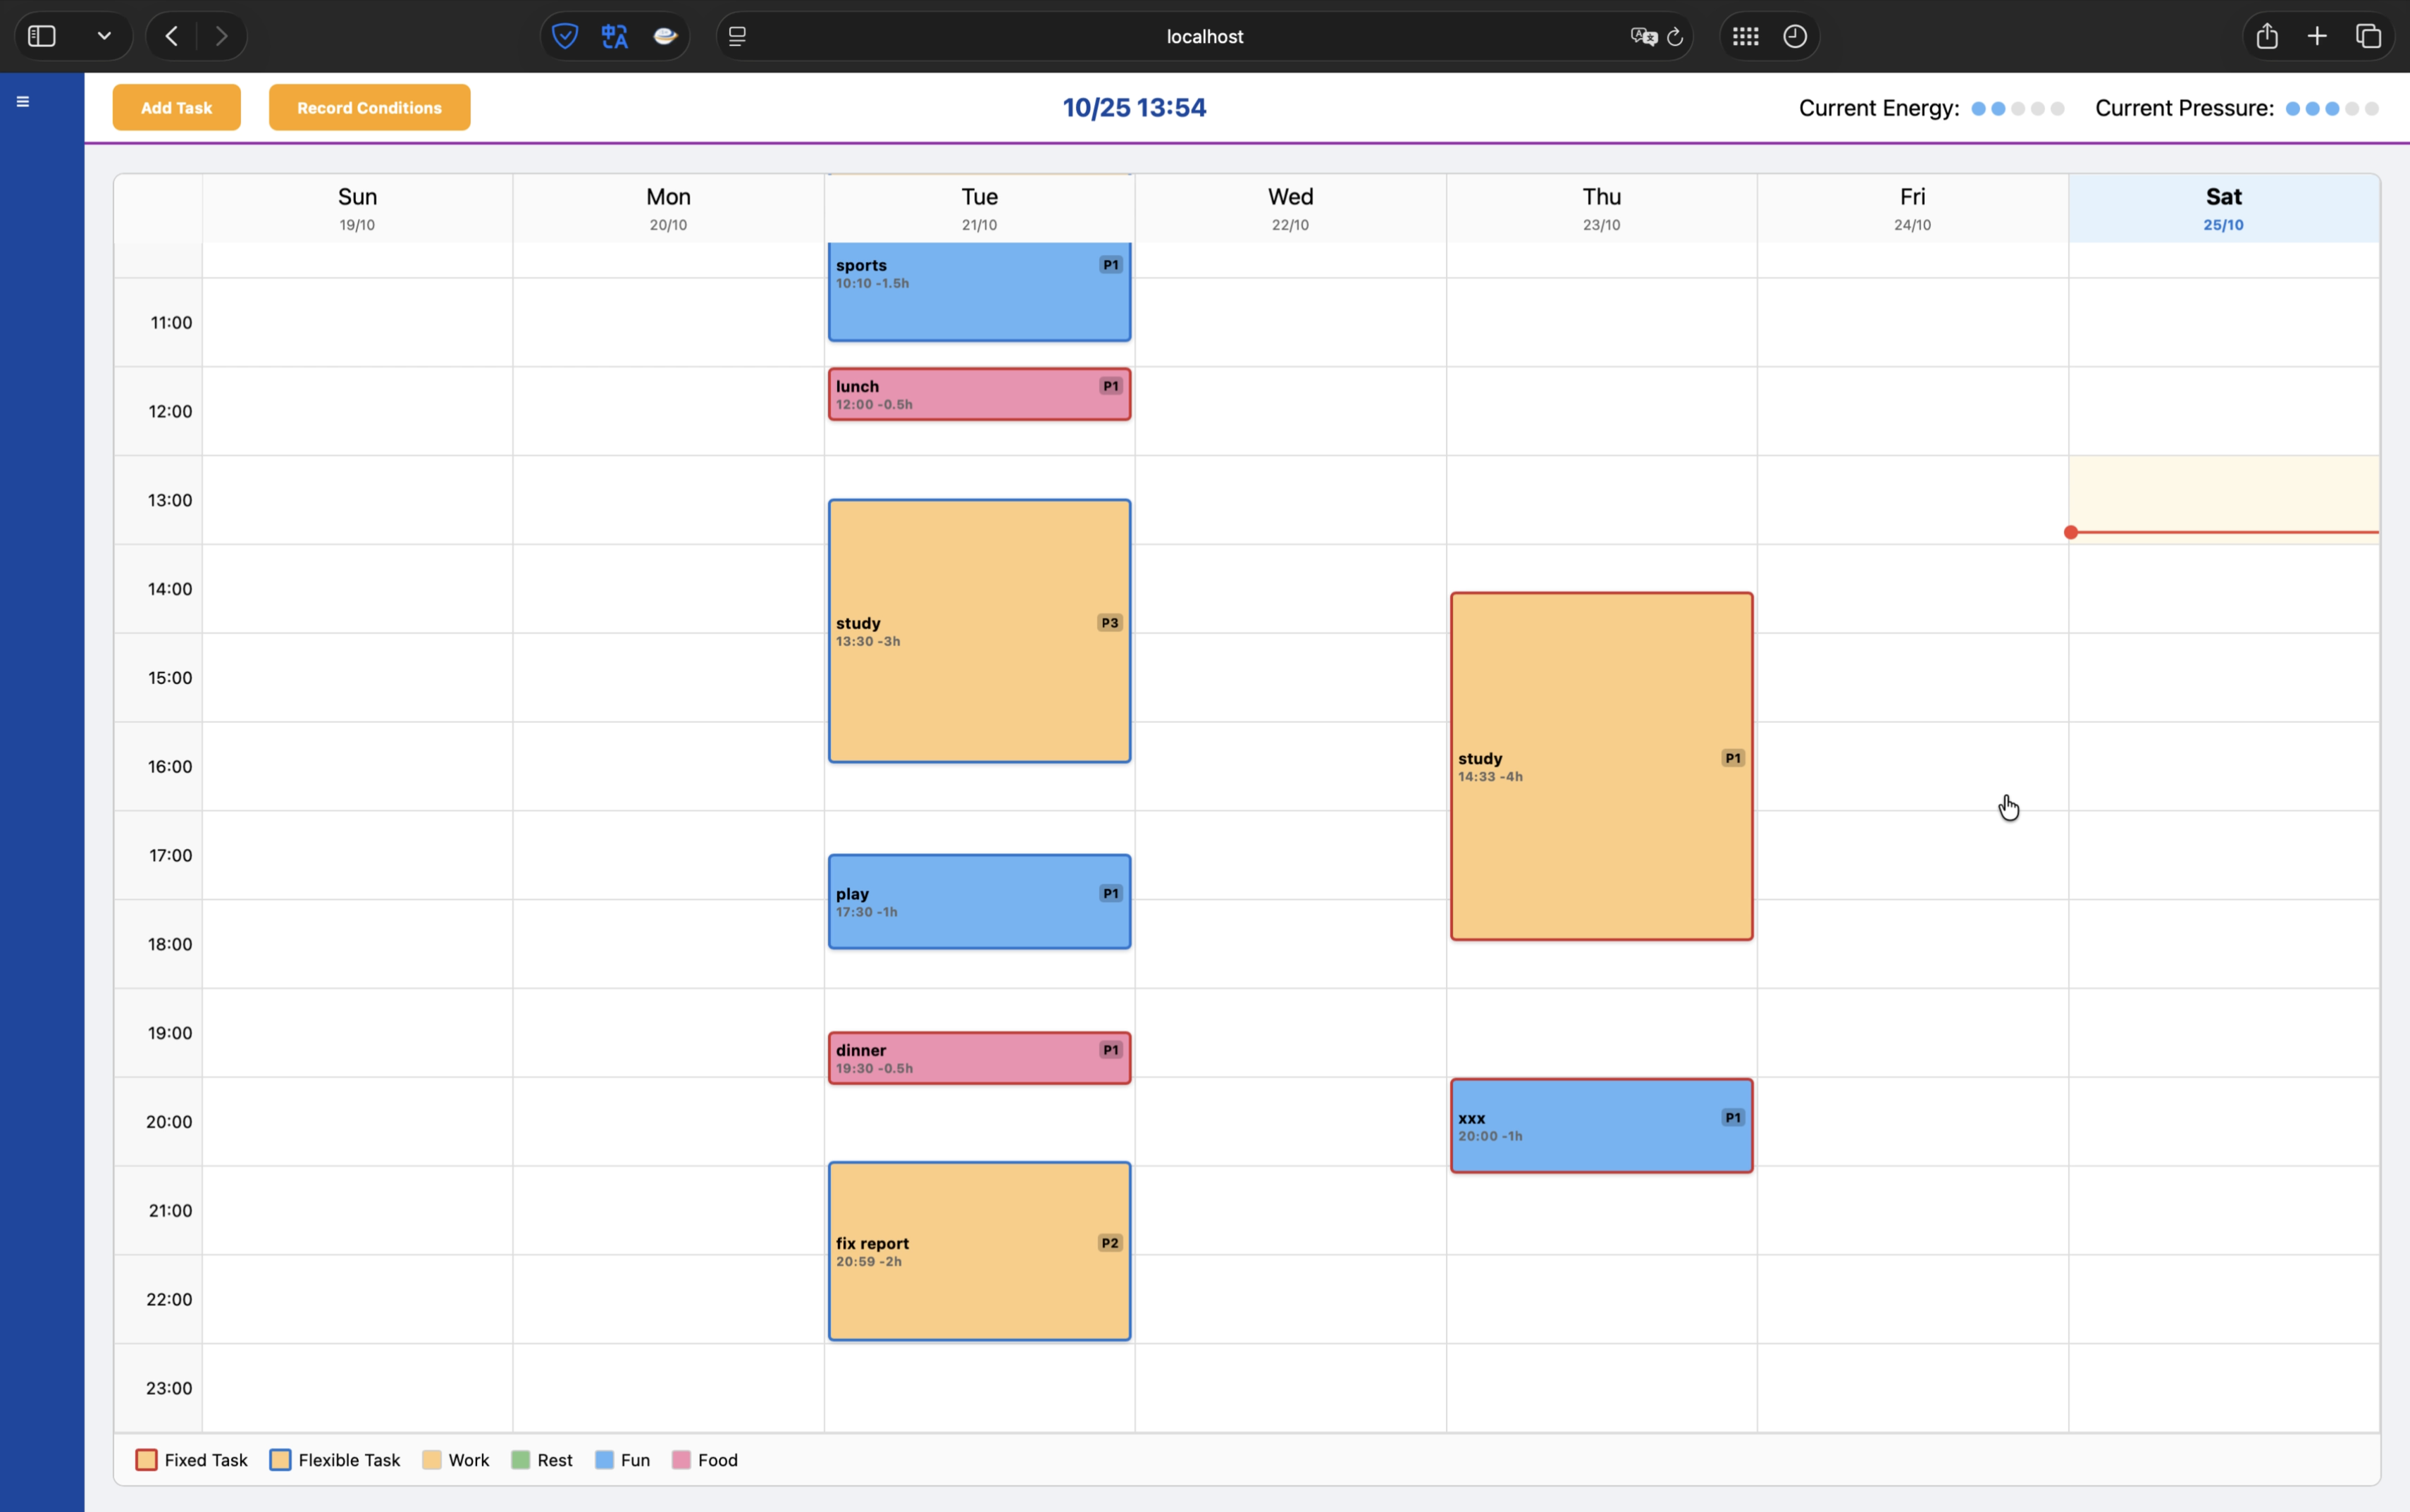 localhost
Add Task
Record Conditions
10/25 13:54
Current Energy:
Current Pressure:
Sun
19/10
Mon
20/10
Tue
21/10
Wed
22/10
Thu
23/10
Fri
24/10
Sat
25/10
sports P1
10:10 -1.5h
11:00
lunch P1
12:00 -0.5h
12:00
13:00
14:00
study P3
13:30 -3h
15:00
study P1
14:33 -4h
16:00
17:00
play P1
17:30 -1h
18:00
19:00
dinner P1
19:30 -0.5h
20:00
xxx P1
20:00 -1h
21:00
fix report P2
20:59 -2h
22:00
23:00
Fixed Task
Flexible Task
Work
Rest
Fun
Food